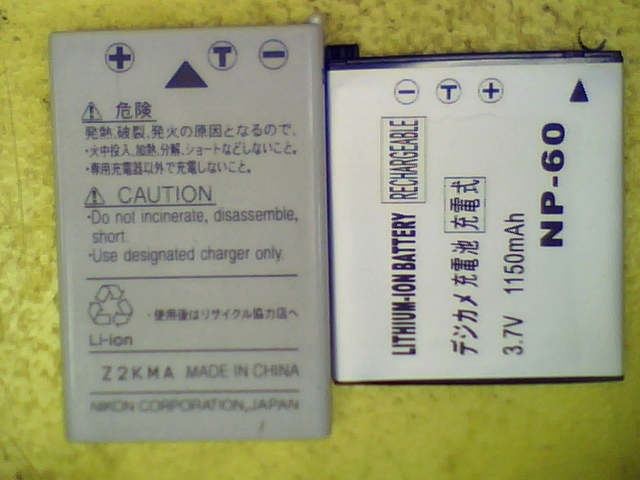 + T −
危険
発熱、破裂、発火の原因となるので、
・火中投入、加熱、分解、ショートなどしないこと。
・専用充電器以外で充電しないこと。
CAUTION
・Do not incinerate, disassemble,
short.
・Use designated charger only.
・使用後はリサイクル協力店へ
Li-ion
Z2KMA MADE IN CHINA
NIKON CORPORATION, JAPAN
− T +
LITHIUM-ION BATTERY RECHARGEABLE
デジカメ 充電池 充電式
3.7V 1150mAh
NP-60